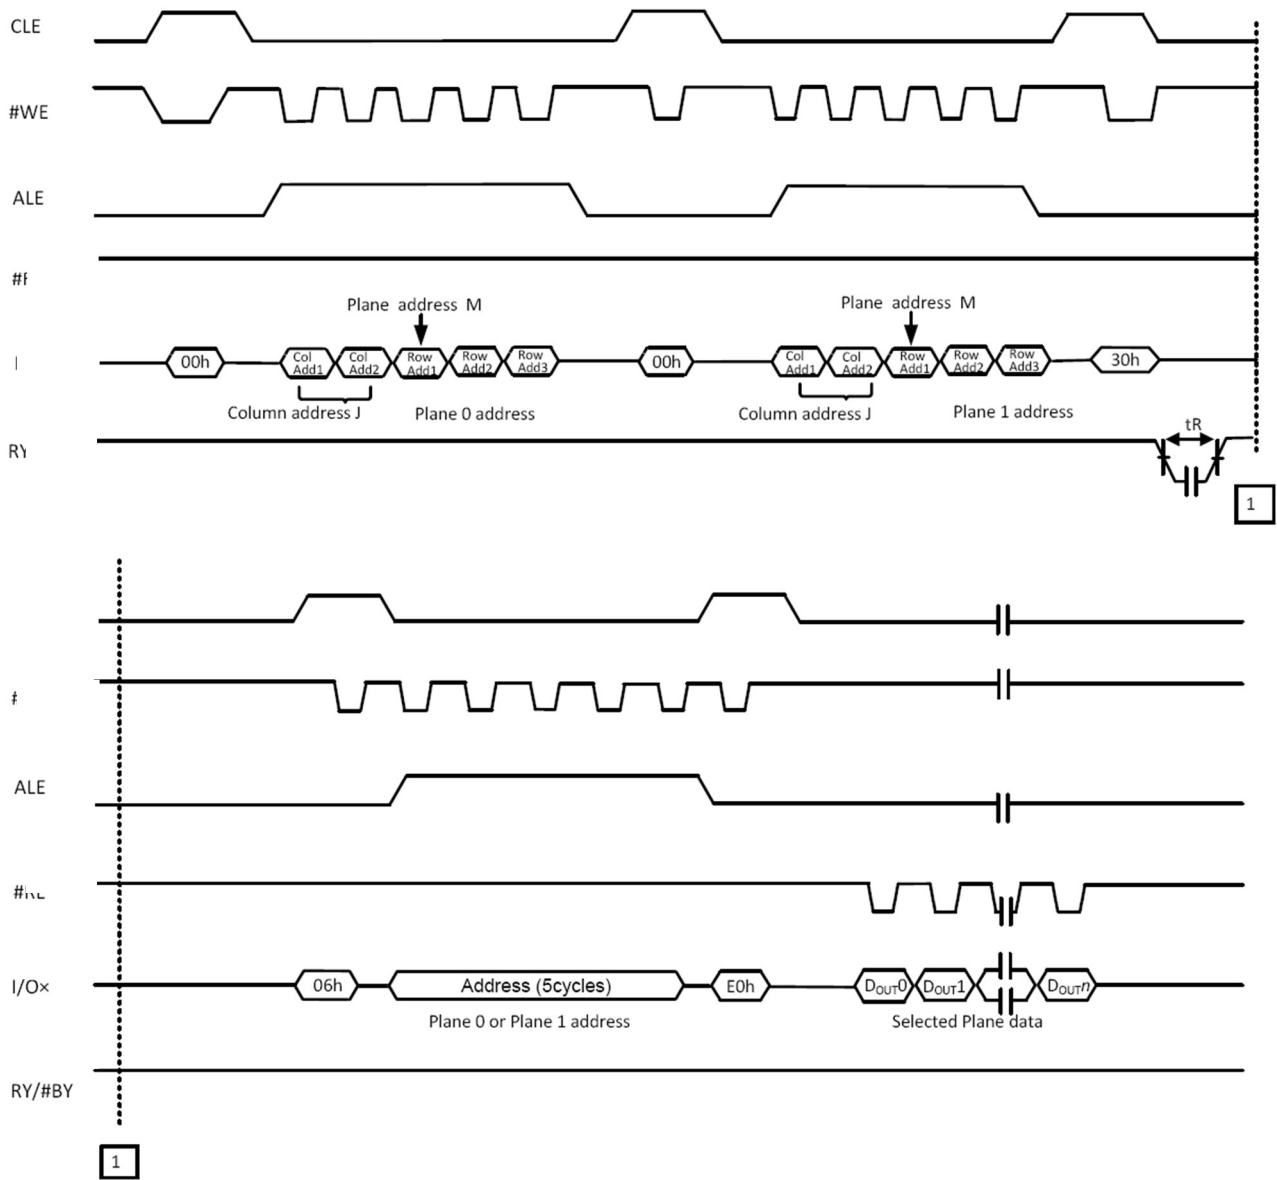 CLE
#WE
ALE
Plane address M Plane address M
00h Col Add1 Col Add2 Row Add1 Row Add2 Row Add3 00h Col Add1 Col Add2 Row Add1 Row Add2 Row Add3 30h
Column address J Plane 0 address Column address J Plane 1 address
tR
RY
1
ALE
I/Ox 06h Address (5cycles) E0h DOUT0 DOUT1 DOUTn
Plane 0 or Plane 1 address Selected Plane data
RY/#BY
1